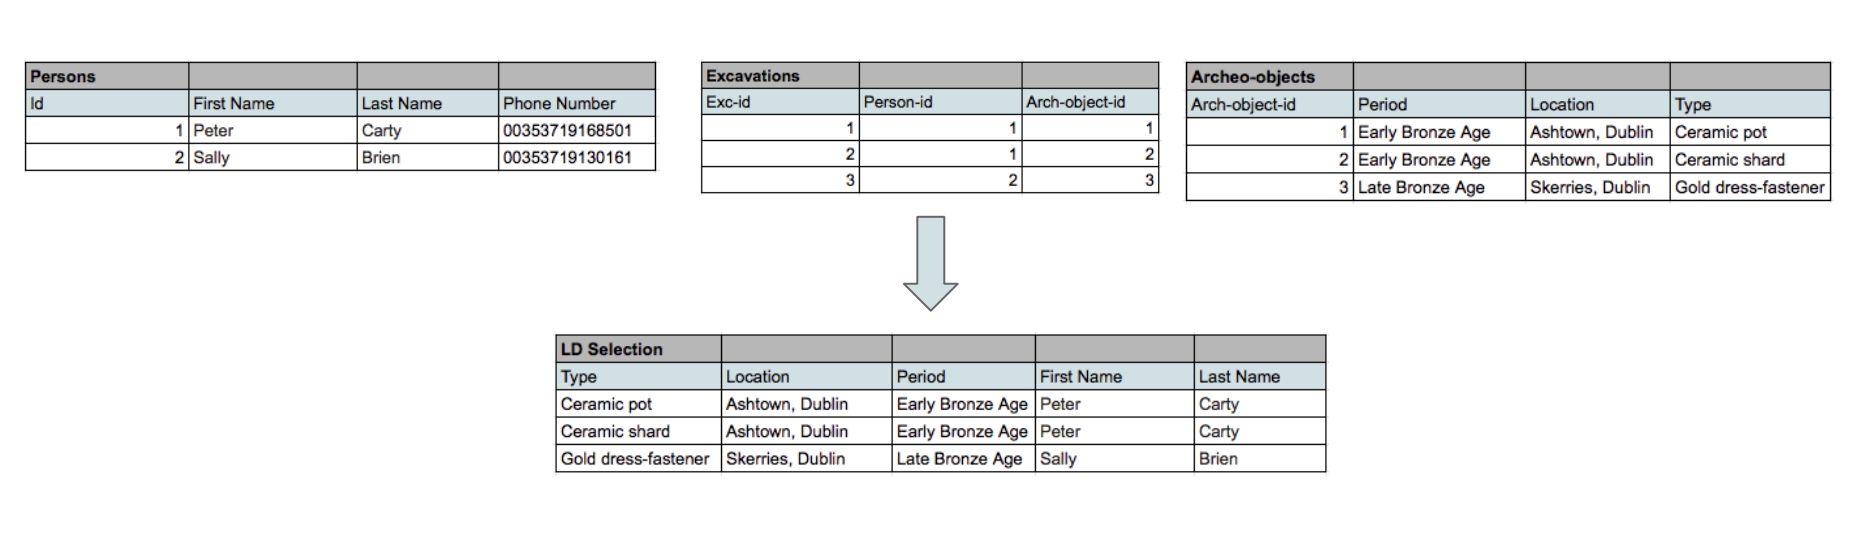 Persons
Id First Name Last Name Phone Number
1 Peter Carty 00353719168501
2 Sally Brien 00353719130161
Excavations
Exc-id Person-id Arch-object-id
1 1 1
2 1 2
3 2 3
Archeo-objects
Arch-object-id Period Location Type
1 Early Bronze Age Ashtown, Dublin Ceramic pot
2 Early Bronze Age Ashtown, Dublin Ceramic shard
3 Late Bronze Age Skerries, Dublin Gold dress-fastener
LD Selection
Type Location Period First Name Last Name
Ceramic pot Ashtown, Dublin Early Bronze Age Peter Carty
Ceramic shard Ashtown, Dublin Early Bronze Age Peter Carty
Gold dress-fastener Skerries, Dublin Late Bronze Age Sally Brien